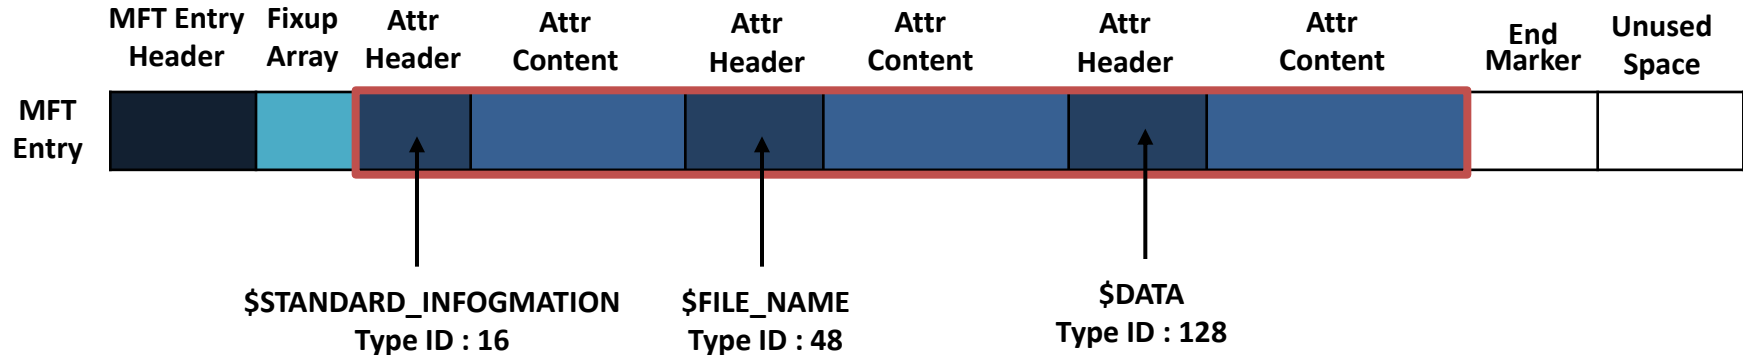 MFT Entry Header
Fixup Array
Attr Header
Attr Content
Attr Header
Attr Content
Attr Header
Attr Content
End Marker
Unused Space
MFT Entry
$STANDARD_INFOGMATION
Type ID : 16
$FILE_NAME
Type ID : 48
$DATA
Type ID : 128